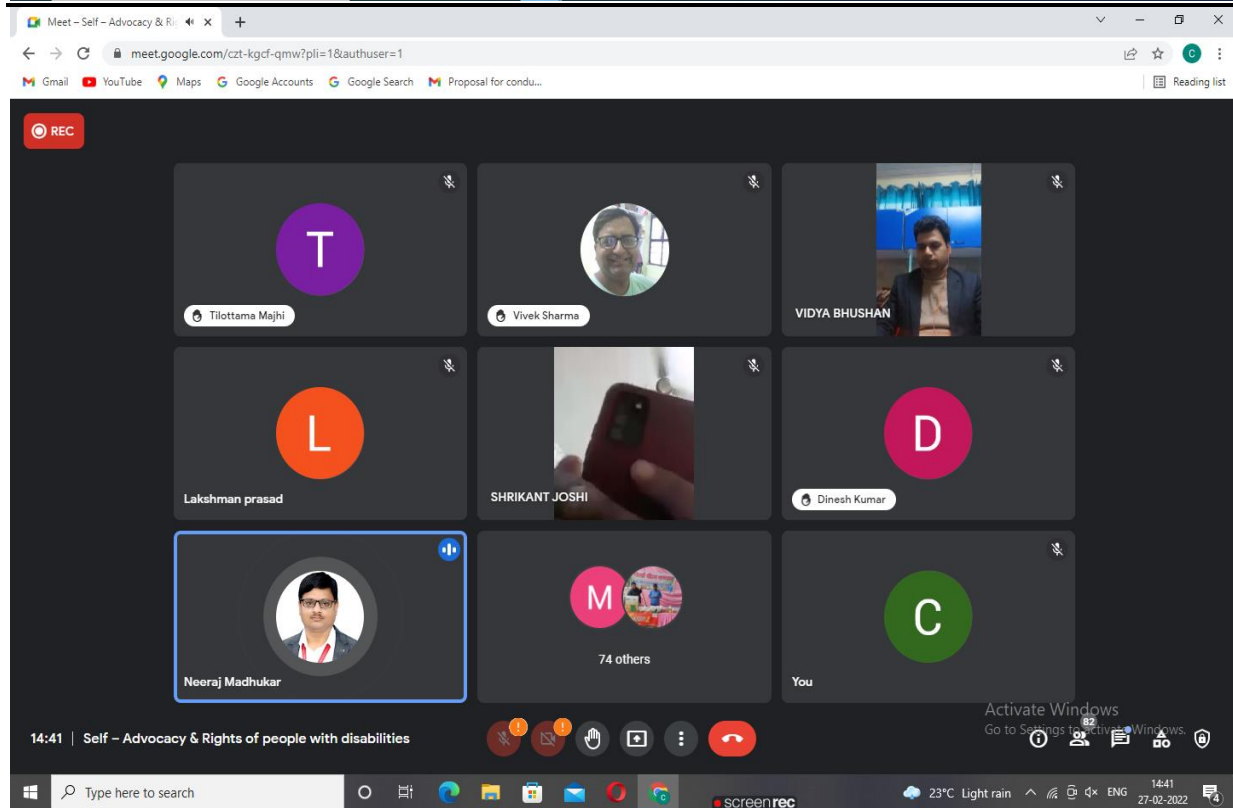 Meet – Self – Advocacy & Ri
meet.google.com/czt-kgcf-qmw?pli=1&authuser=1
C
Gmail YouTube Maps Google Accounts Google Search Proposal for condu... Reading list
REC
T
Tilottama Majhi
Vivek Sharma
VIDYA BHUSHAN
L
Lakshman prasad
SHRIKANT JOSHI
D
Dinesh Kumar
Neeraj Madhukar
M
74 others
C
You
Activate Windows
Go to Settings to activate Windows.
82
14:41 | Self – Advocacy & Rights of people with disabilities
Type here to search
screenrec
23°C Light rain
ENG
14:41
27-02-2022
4